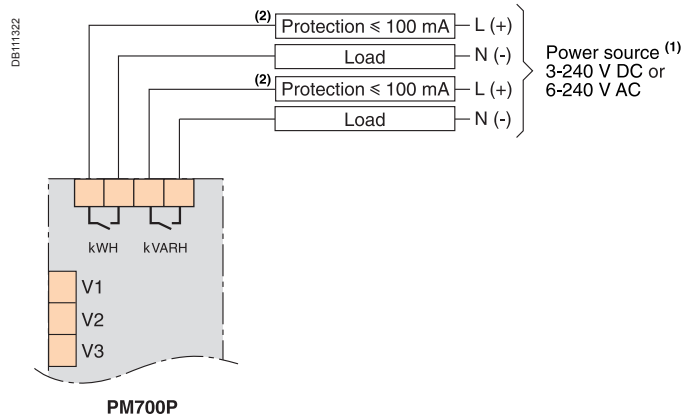 DB111322
(2) Protection ⩽ 100 mA L (+)
Load N (-)
(2) Protection ⩽ 100 mA L (+)
Load N (-)
Power source (1)
3-240 V DC or
6-240 V AC
kWH kVARH
V1
V2
V3
PM700P